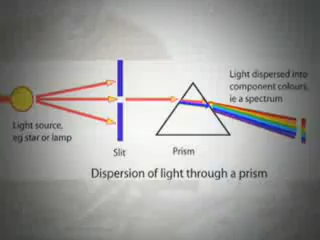 Light dispersed into
component colours,
ie a spectrum
Light source,
eg star or lamp
Slit
Prism
Dispersion of light through a prism